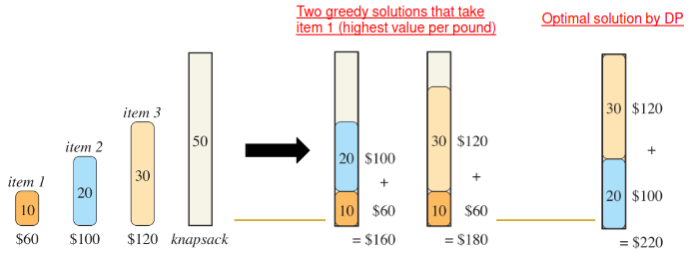 Two greedy solutions that take
item 1 (highest value per pound)
Optimal solution by DP
item 1
10
$60
item 2
20
$100
item 3
30
$120
50
knapsack
20 $100
+
10 $60
= $160
30 $120
+
10 $60
= $180
30 $120
+
20 $100
= $220